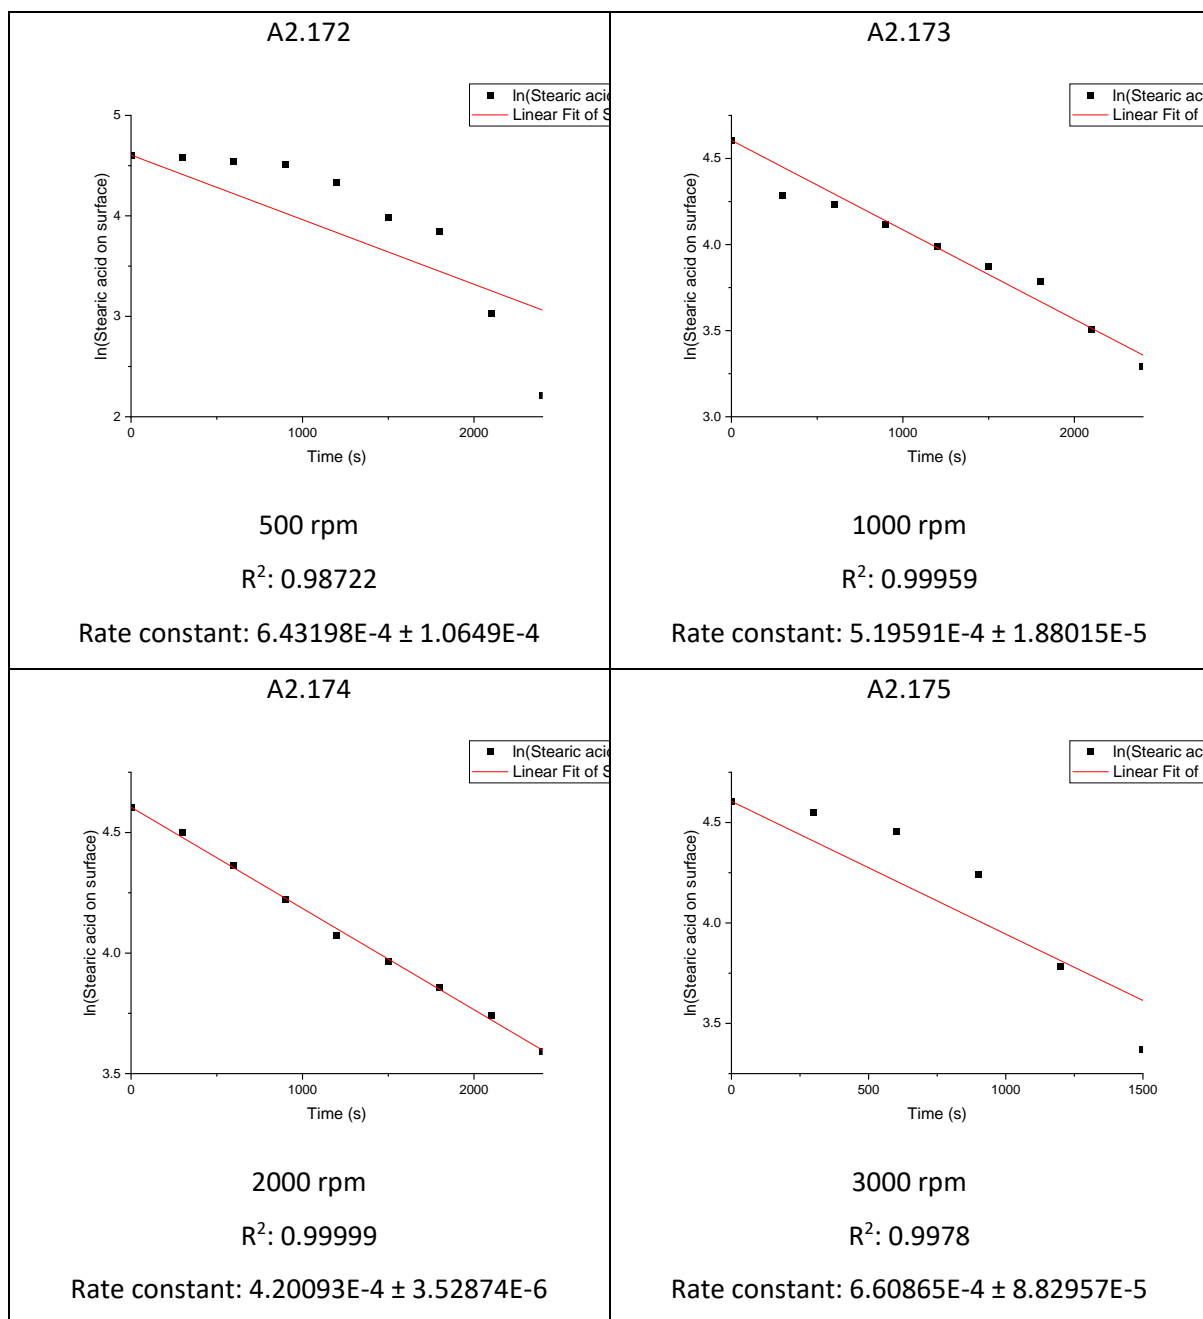 A2.172
ln(Stearic acid
Linear Fit of S
5
4
3
2
ln(Stearic acid on surface)
0
1000
2000
Time (s)
500 rpm
R²: 0.98722
Rate constant: 6.43198E-4 ± 1.0649E-4
A2.173
ln(Stearic ac
Linear Fit of
4.5
4.0
3.5
3.0
ln(Stearic acid on surface)
0
1000
2000
Time (s)
1000 rpm
R²: 0.99959
Rate constant: 5.19591E-4 ± 1.88015E-5
A2.174
ln(Stearic acid
Linear Fit of S
4.5
4.0
3.5
ln(Stearic acid on surface)
0
1000
2000
Time (s)
2000 rpm
R²: 0.99999
Rate constant: 4.20093E-4 ± 3.52874E-6
A2.175
ln(Stearic ac
Linear Fit of
4.5
4.0
3.5
ln(Stearic acid on surface)
0
500
1000
1500
Time (s)
3000 rpm
R²: 0.9978
Rate constant: 6.60865E-4 ± 8.82957E-5